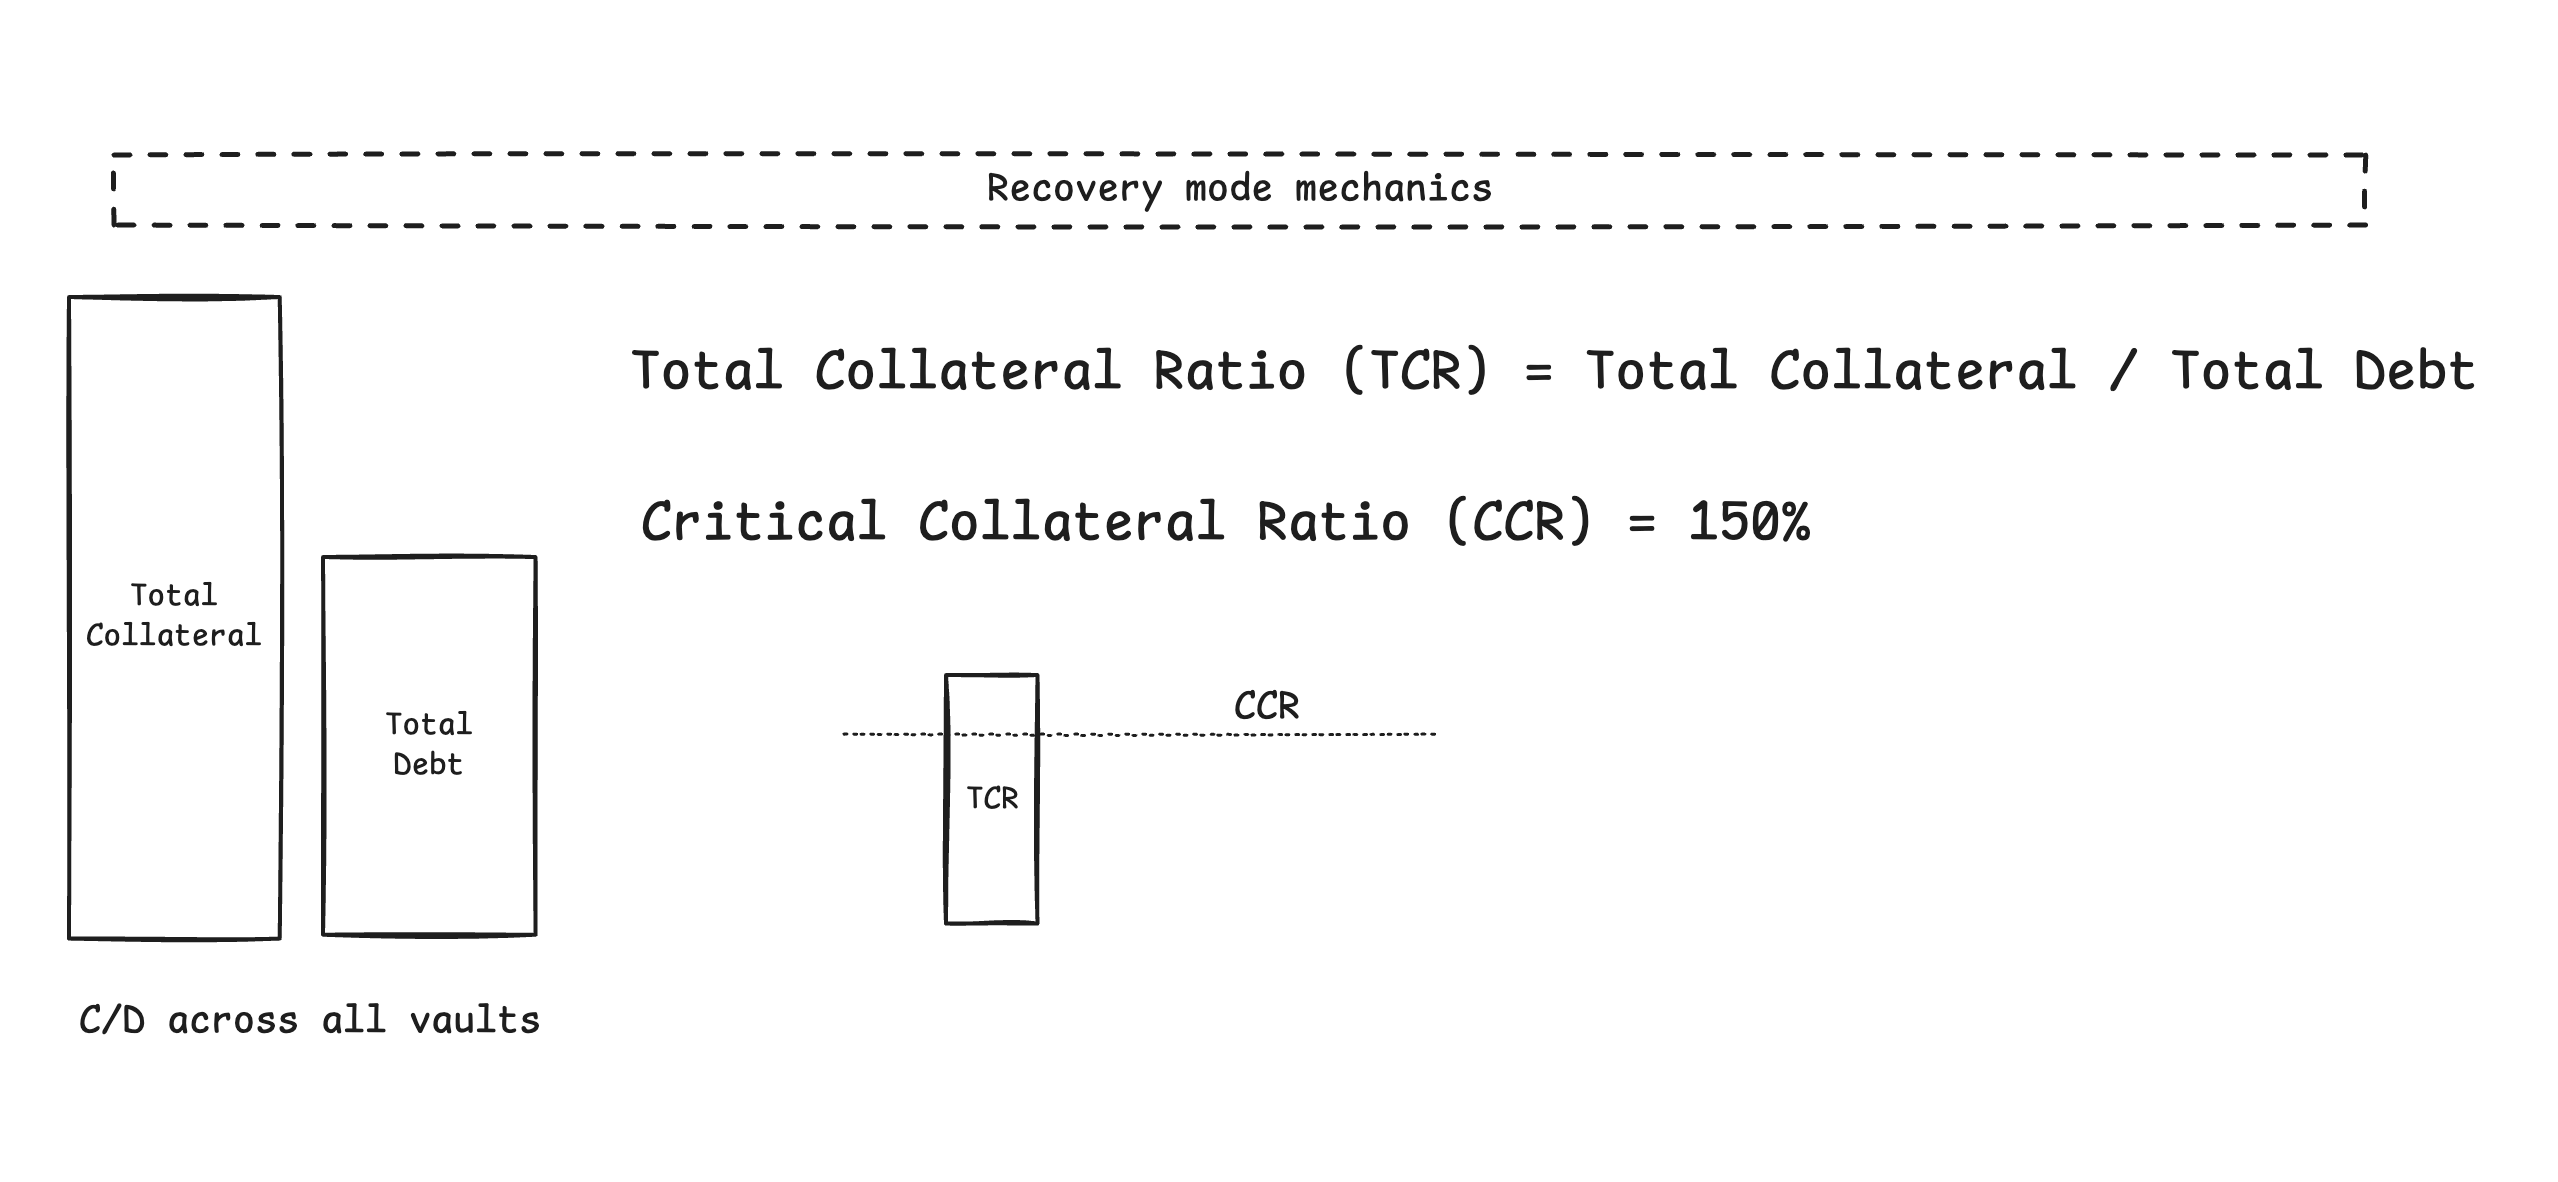 Recovery mode mechanics
Total Collateral Ratio (TCR) = Total Collateral / Total Debt
Critical Collateral Ratio (CCR) = 150%
Total
Collateral
Total
Debt
CCR
TCR
C/D across all vaults